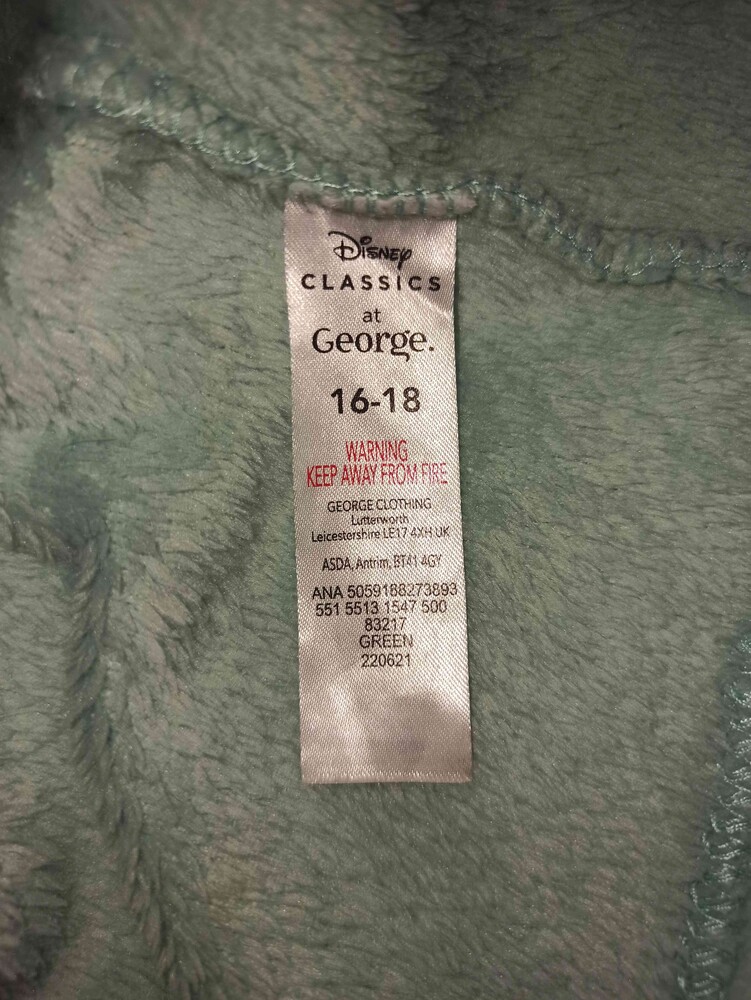 Disney
CLASSICS
at
George.
16-18
WARNING
KEEP AWAY FROM FIRE
GEORGE CLOTHING
Lutterworth
Leicestershire LE17 4XH UK
ASDA, Antrim, BT41 4GY
ANA 5059188273893
551 5513 1547 500
83217
GREEN
220621